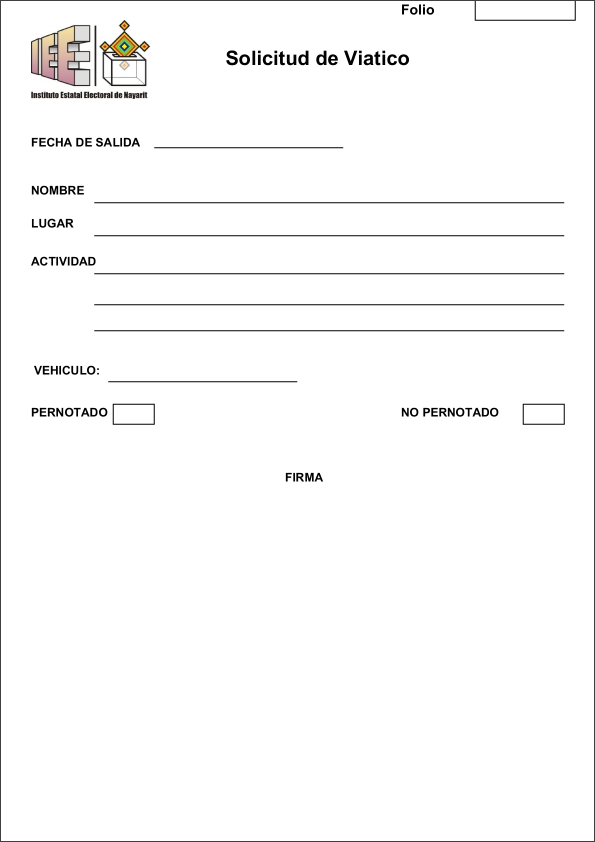 Folio
Solicitud de Viatico
IEE
Instituto Estatal Electoral de Nayarit
FECHA DE SALIDA
NOMBRE
LUGAR
ACTIVIDAD
VEHICULO:
PERNOTADO NO PERNOTADO
FIRMA